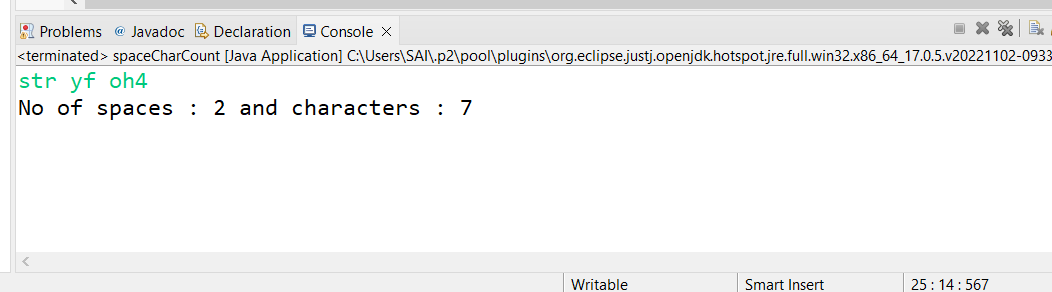 Problems @ Javadoc Declaration Console
<terminated> spaceCharCount [Java Application] C:\Users\SAI\.p2\pool\plugins\org.eclipse.justj.openjdk.hotspot.jre.full.win32.x86_64_17.0.5.v20221102-0933
str yf oh4
No of spaces : 2 and characters : 7
Writable Smart Insert 25 : 14 : 567